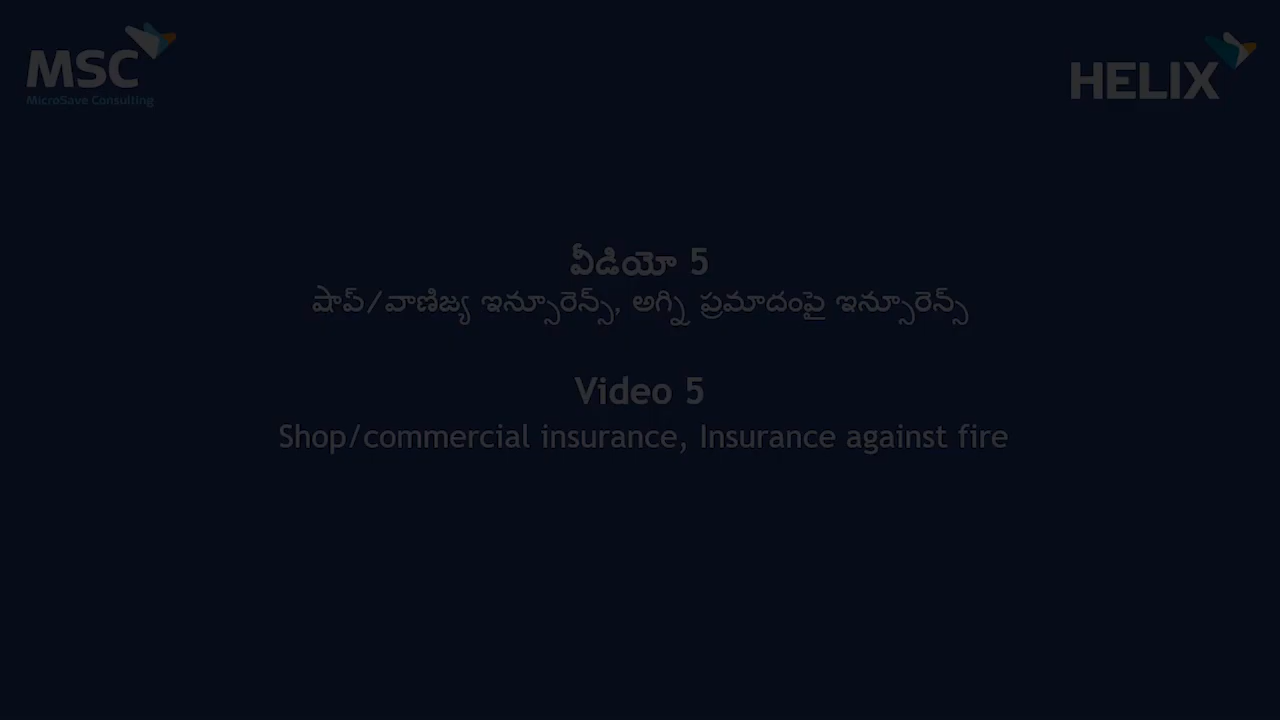 MSC
MicroSave Consulting
HELIX
వీడియో 5
షాప్/వాణిజ్య ఇన్సూరెన్స్, అగ్ని ప్రమాదంపై ఇన్సూరెన్స్
Video 5
Shop/commercial insurance, Insurance against fire